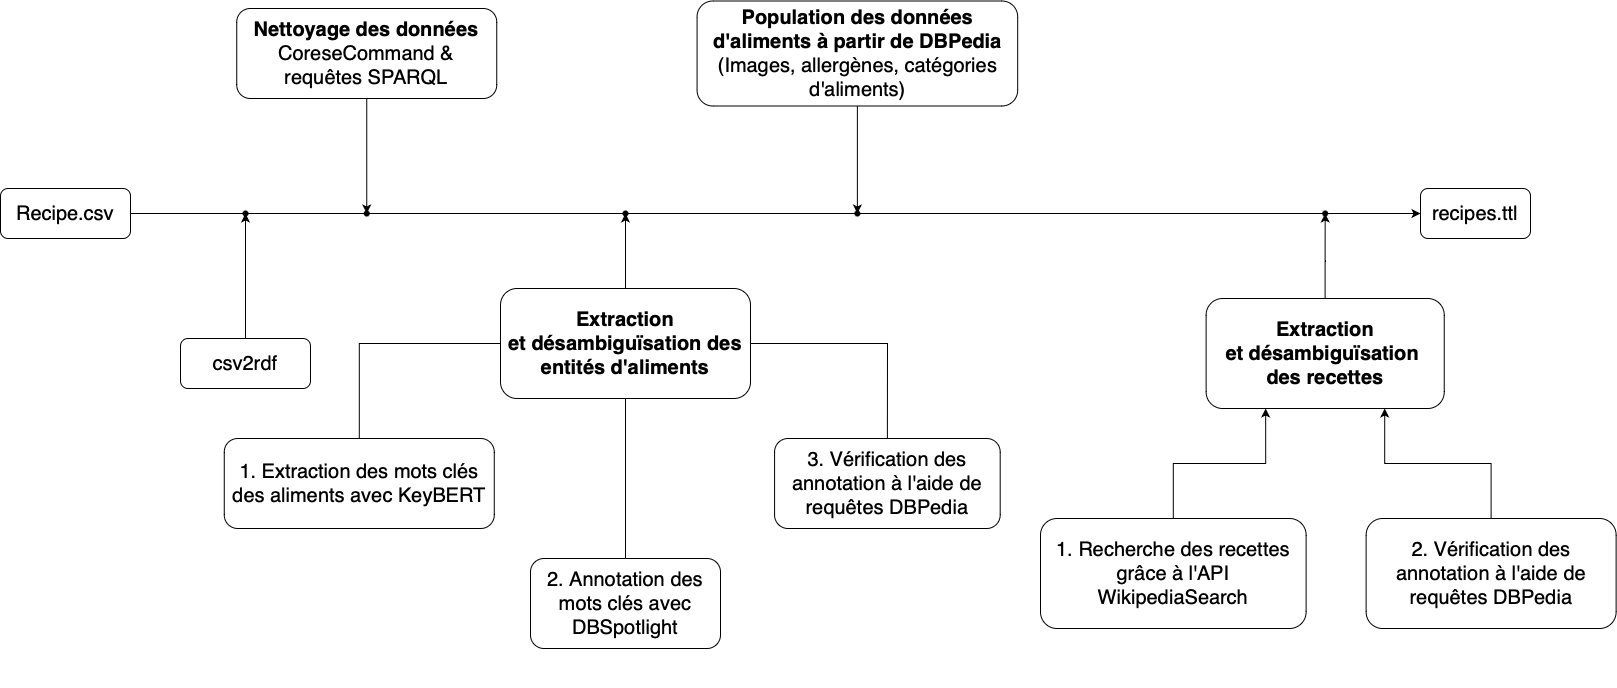 Nettoyage des données
CoreseCommand &
requêtes SPARQL
Population des données
d'aliments à partir de DBPedia
(Images, allergènes, catégories
d'aliments)
Recipe.csv
recipes.ttl
csv2rdf
Extraction
et désambiguïsation des
entités d'aliments
Extraction
et désambiguïsation
des recettes
1. Extraction des mots clés
des aliments avec KeyBERT
2. Annotation des
mots clés avec
DBSpotlight
3. Vérification des
annotation à l'aide de
requêtes DBPedia
1. Recherche des recettes
grâce à l'API
WikipediaSearch
2. Vérification des
annotation à l'aide de
requêtes DBPedia